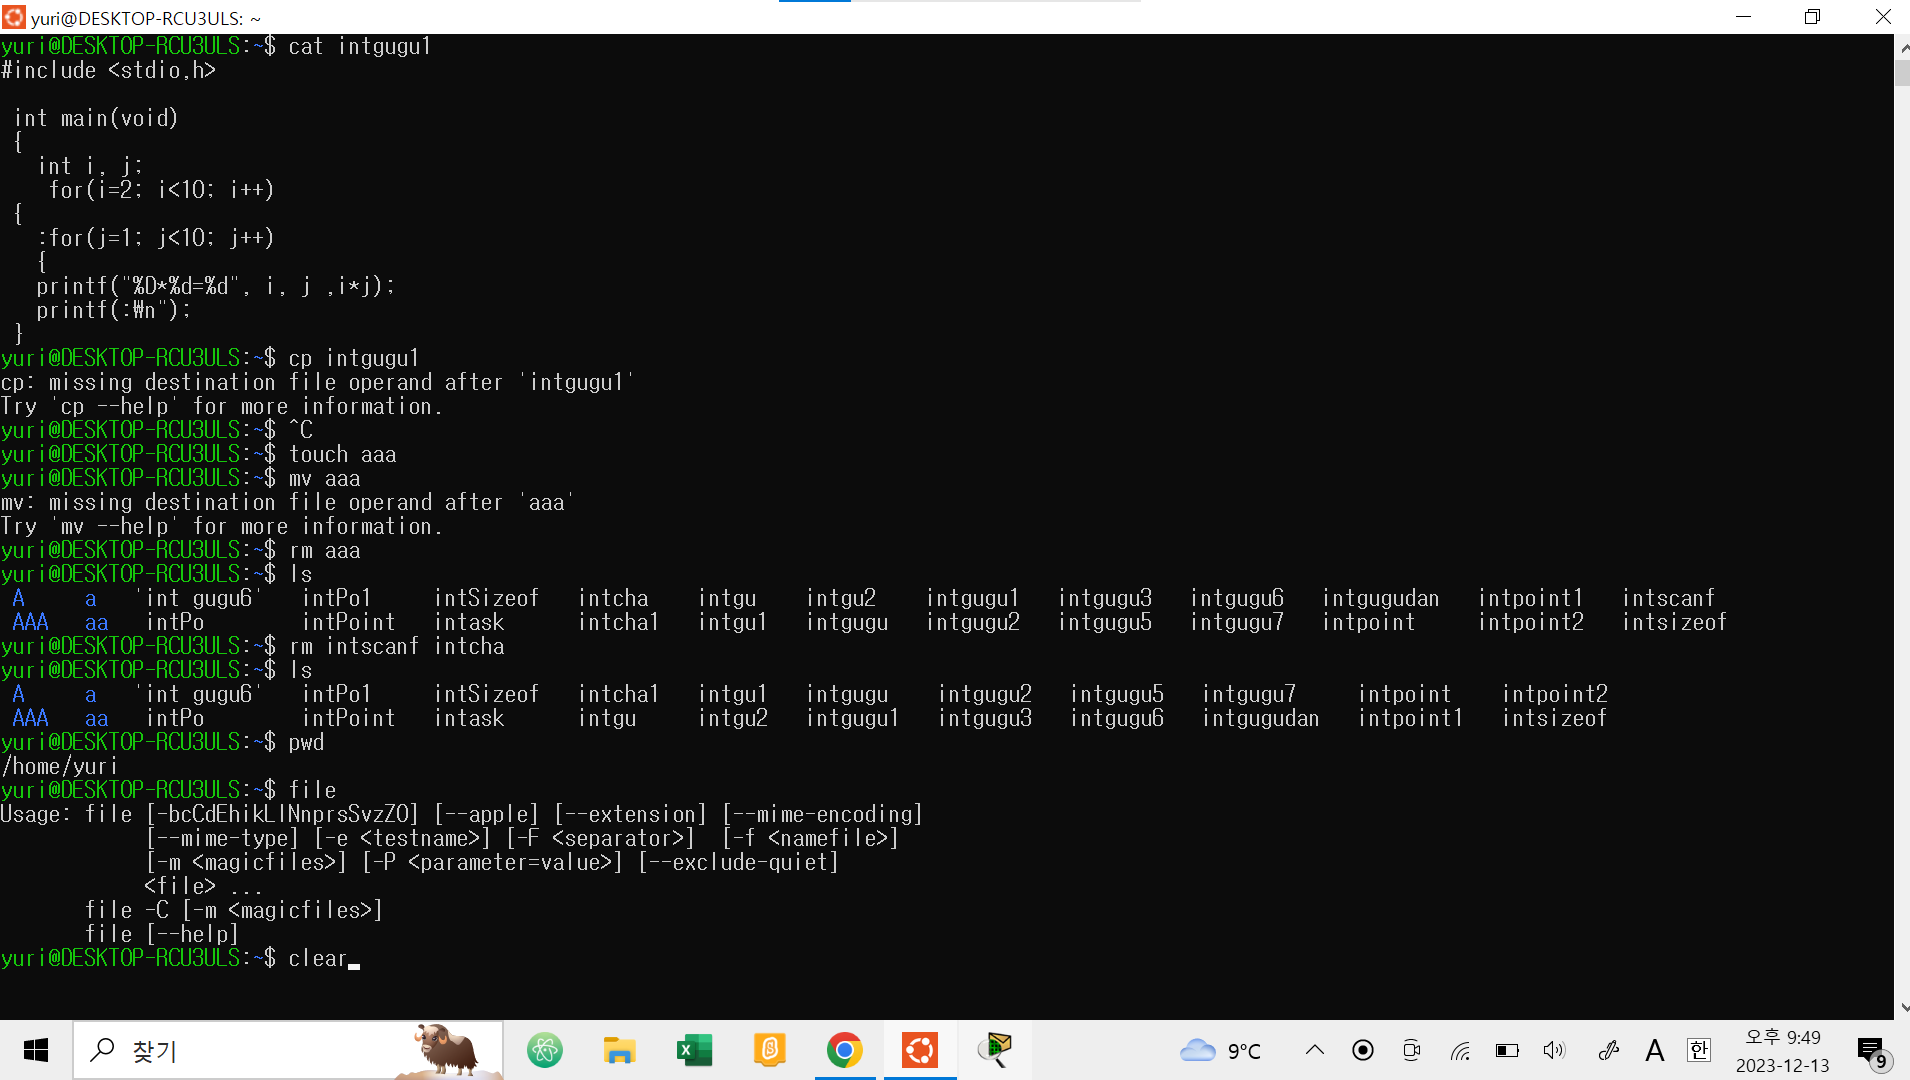 yuri@DESKTOP-RCU3ULS: ~
yuri@DESKTOP-RCU3ULS:~$ cat intgugu1
#include <stdio,h>
int main(void)
{
int i, j;
for(i=2; i<10; i++)
{
:for(j=1; j<10; j++)
{
printf("%D*%d=%d", i, j ,i*j);
printf(:₩n");
}
yuri@DESKTOP-RCU3ULS:~$ cp intgugu1
cp: missing destination file operand after 'intgugu1'
Try 'cp --help' for more information.
yuri@DESKTOP-RCU3ULS:~$ ^C
yuri@DESKTOP-RCU3ULS:~$ touch aaa
yuri@DESKTOP-RCU3ULS:~$ mv aaa
mv: missing destination file operand after 'aaa'
Try 'mv --help' for more information.
yuri@DESKTOP-RCU3ULS:~$ rm aaa
yuri@DESKTOP-RCU3ULS:~$ ls
A a 'int gugu6' intPo1 intSizeof intcha intgu intgu2 intgugu1 intgugu3 intgugu6 intgugudan intpoint1 intscanf
AAA aa intPo intPoint intask intcha1 intgu1 intgugu intgugu2 intgugu5 intgugu7 intpoint intpoint2 intsizeof
yuri@DESKTOP-RCU3ULS:~$ rm intscanf intcha
yuri@DESKTOP-RCU3ULS:~$ ls
A a 'int gugu6' intPo1 intSizeof intcha1 intgu1 intgugu intgugu2 intgugu5 intgugu7 intpoint intpoint2
AAA aa intPo intPoint intask intgu intgu2 intgugu1 intgugu3 intgugu6 intgugudan intpoint1 intsizeof
yuri@DESKTOP-RCU3ULS:~$ pwd
/home/yuri
yuri@DESKTOP-RCU3ULS:~$ file
Usage: file [-bcCdEhikLlNnprsSvzZ0] [--apple] [--extension] [--mime-encoding]
[--mime-type] [-e <testname>] [-F <separator>] [-f <namefile>]
[-m <magicfiles>] [-P <parameter=value>] [--exclude-quiet]
<file> ...
file -C [-m <magicfiles>]
file [--help]
yuri@DESKTOP-RCU3ULS:~$ clear
찾기
9°C
A
한
오후 9:49
2023-12-13
9